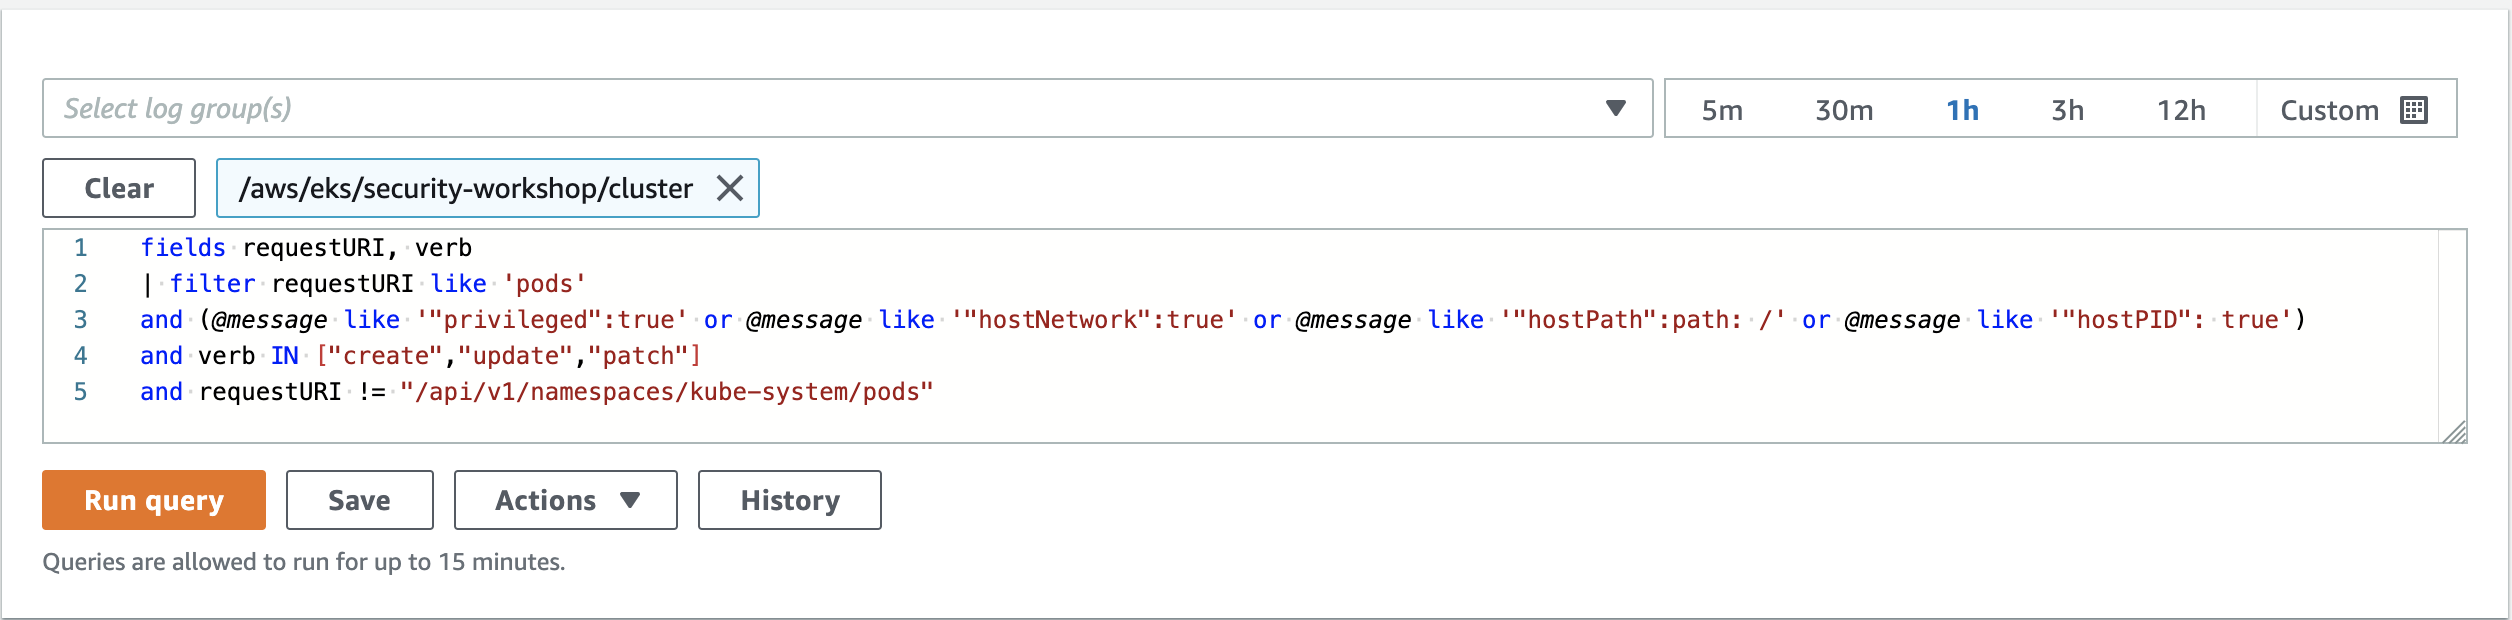 Select log group(s)
5m 30m 1h 3h 12h Custom
Clear /aws/eks/security-workshop/cluster
1 fields requestURI, verb
2 | filter requestURI like 'pods'
3 and (@message like '"privileged":true' or @message like '"hostNetwork":true' or @message like '"hostPath":path: /' or @message like '"hostPID": true')
4 and verb IN ["create","update","patch"]
5 and requestURI != "/api/v1/namespaces/kube-system/pods"
Run query Save Actions History
Queries are allowed to run for up to 15 minutes.